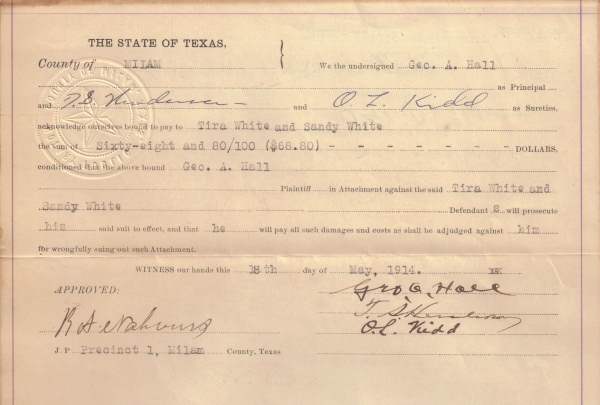 THE STATE OF TEXAS,
County of MILAM } We the undersigned Geo. A. Hall
as Principal
and T. S. Henderson and O. L. Kidd as Sureties,
acknowledge ourselves bound to pay to Tira White and Sandy White
the sum of Sixty-eight and 80/100 ($68.80) - - - - - - - DOLLARS,
conditioned that the above bound Geo. A. Hall
Plaintiff in Attachment against the said Tira White and
Sandy White Defendant S will prosecute
him said suit to effect, and that he will pay all such damages and costs as shall be adjudged against him
for wrongfully suing out such Attachment.
WITNESS our hands this 18th day of May, 1914.
APPROVED: Geo. A. Hall
T. S. Henderson
O. L. Kidd
J. P. Precinct 1, Milam County, Texas